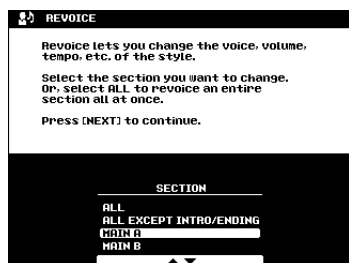 REVOICE
Revoice lets you change the voice, volume,
tempo, etc. of the style.
Select the section you want to change.
Or, select ALL to revoice an entire
section all at once.
Press [NEXT] to continue.
SECTION
ALL
ALL EXCEPT INTRO/ENDING
MAIN A
MAIN B